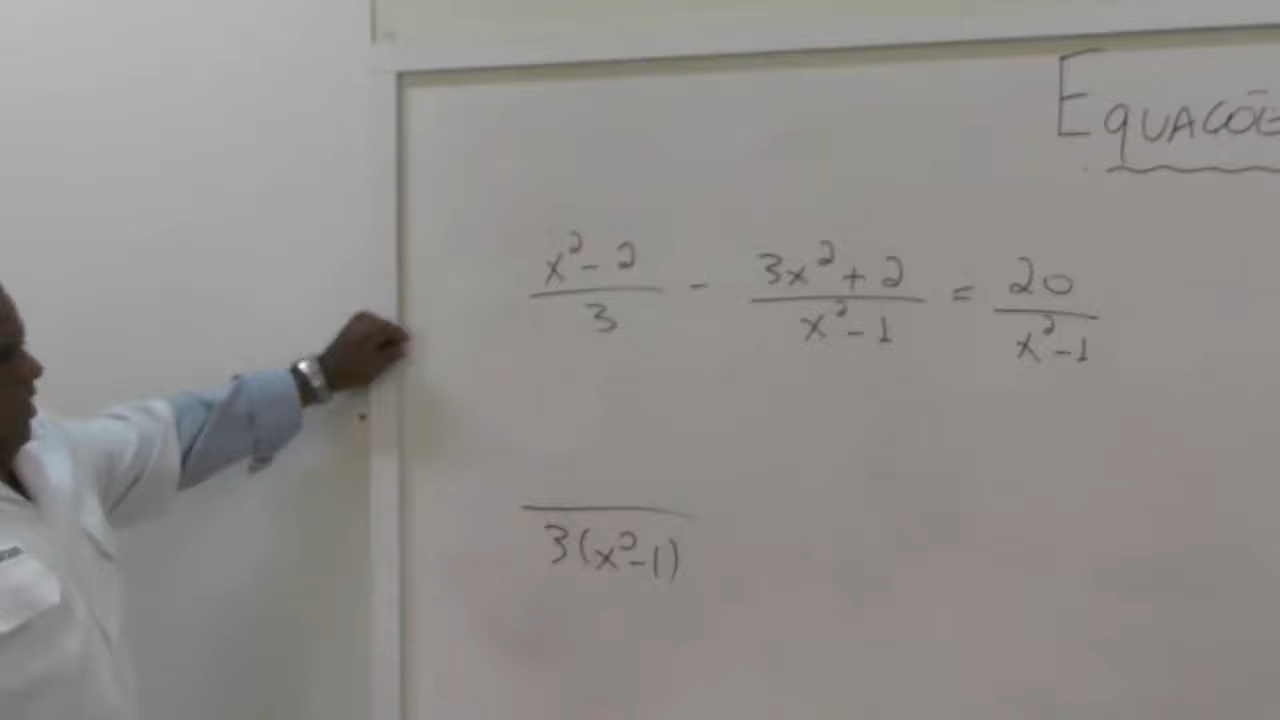 EQUAÇÕE
x² - 2 / 3 - 3x² + 2 / x² - 1 = 20 / x² - 1
3(x² - 1)